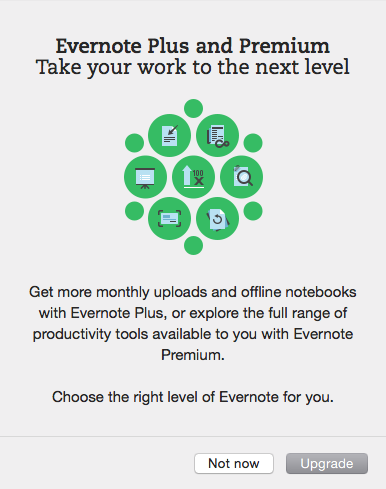 Evernote Plus and Premium
Take your work to the next level
100
X
Get more monthly uploads and offline notebooks
with Evernote Plus, or explore the full range of
productivity tools available to you with Evernote
Premium.
Choose the right level of Evernote for you.
Not now
Upgrade